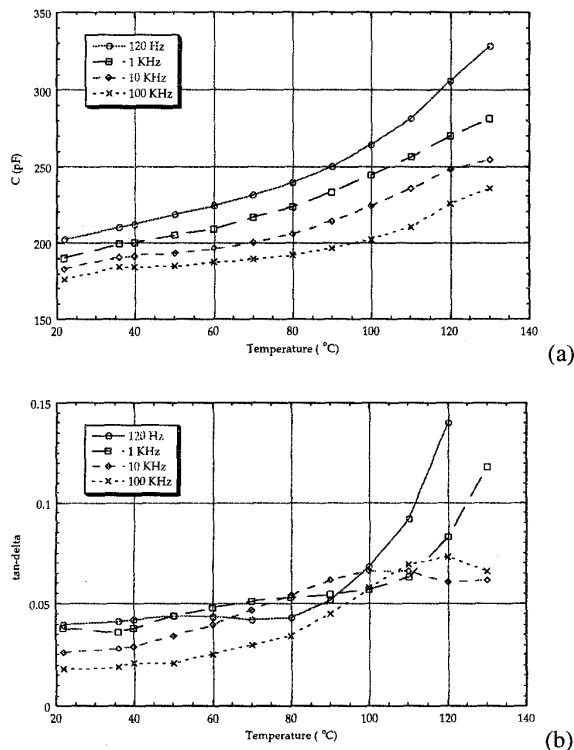 350
120 Hz
1 KHz
10 KHz
100 KHz
300
C (pF)
250
200
150
20 40 60 80 100 120 140
Temperature ( °C)
(a)
0.15
120 Hz
1 KHz
10 KHz
100 KHz
0.1
tan-delta
0.05
0
20 40 60 80 100 120 140
Temperature ( °C)
(b)